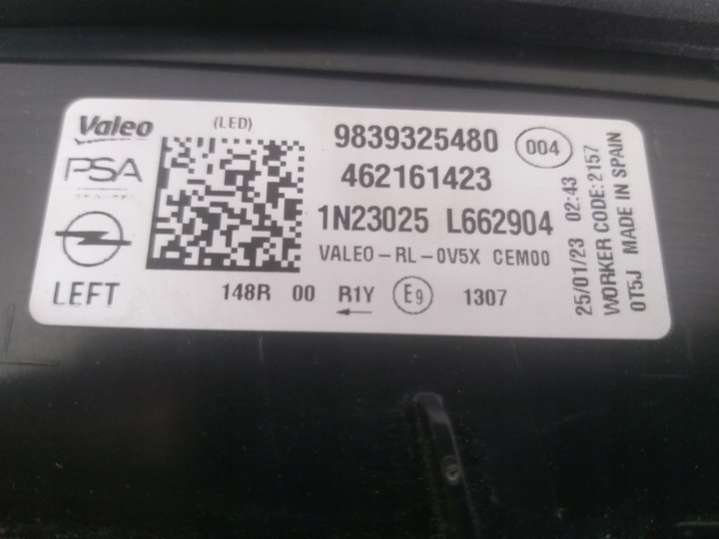 Valeo
(LED)
9839325480 004
PSA
462161423
1N23025 L662904
VALEO-RL-0V5X CEM00
LEFT
148R 00 R1Y E9 1307
25/01/23 02:43
WORKER CODE:2157
0T5J MADE IN SPAIN